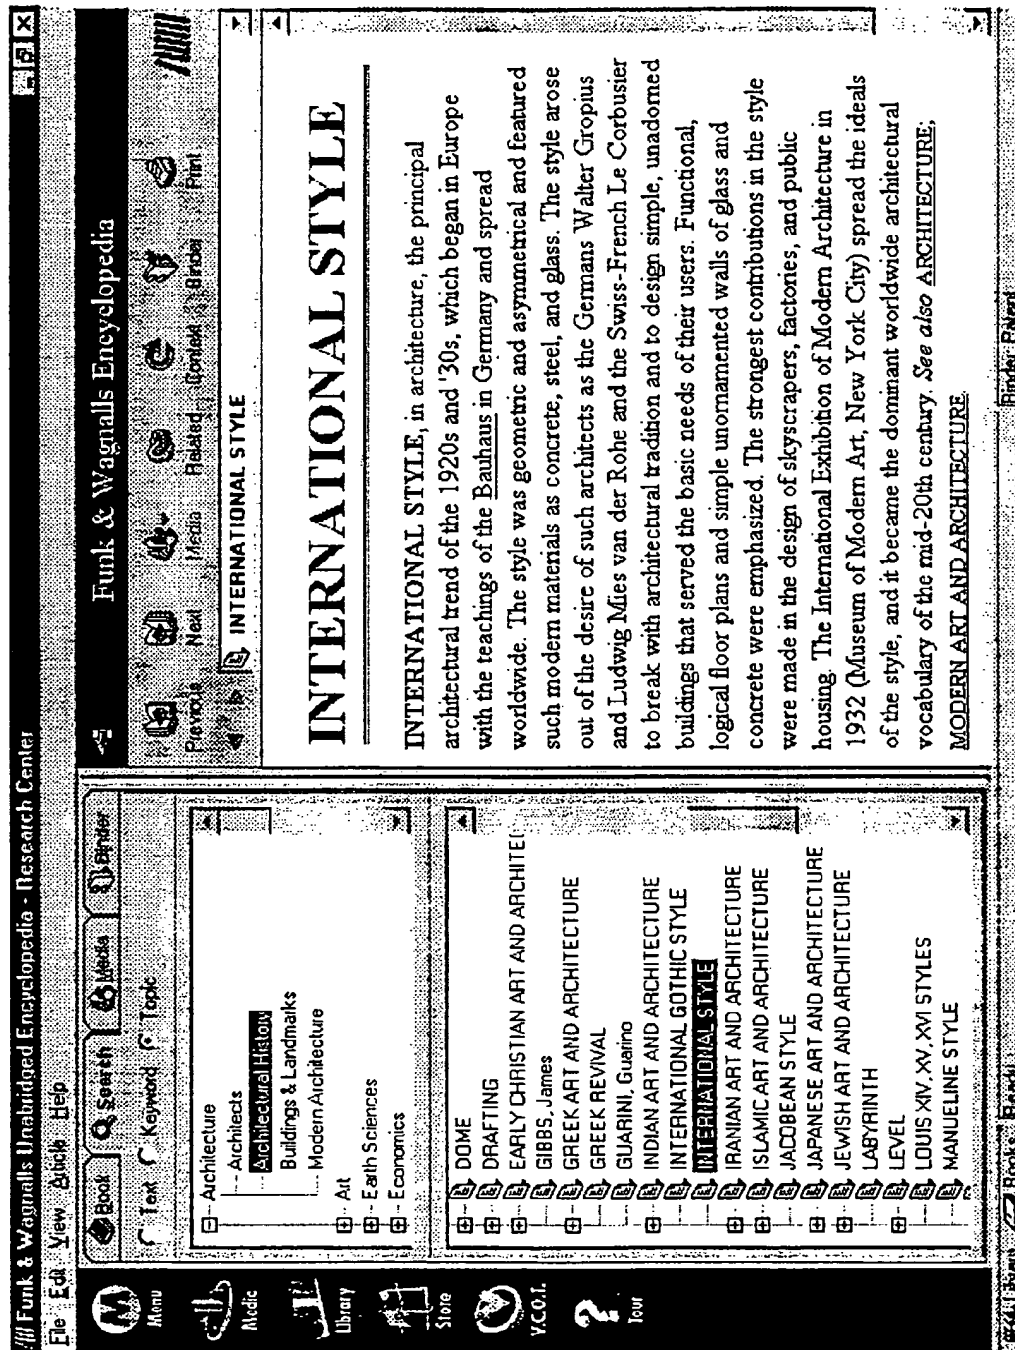 Funk & Wagnalls Unabridged Encyclopedia - Research Center
File Edit View Article Help
Menu
Medic
Library
Store
V.C.O.T.
Tour
Book Search Media Binder
Text Keyword Topic
Architecture
Architects
Architectural History
Buildings & Landmarks
Modern Architecture
Art
Earth Sciences
Economics
DOME
DRAFTING
EARLY CHRISTIAN ART AND ARCHITE(
GIBBS, James
GREEK ART AND ARCHITECTURE
GREEK REVIVAL
GUARINI, Guarino
INDIAN ART AND ARCHITECTURE
INTERNATIONAL GOTHIC STYLE
INTERNATIONAL STYLE
IRANIAN ART AND ARCHITECTURE
ISLAMIC ART AND ARCHITECTURE
JACOBEAN STYLE
JAPANESE ART AND ARCHITECTURE
JEWISH ART AND ARCHITECTURE
LABYRINTH
LEVEL
LOUIS XIV, XV, XVI STYLES
MANUELINE STYLE
Funk & Wagnalls Encyclopedia
Previous Next Media Related Context Binder Print
INTERNATIONAL STYLE
INTERNATIONAL STYLE
INTERNATIONAL STYLE, in architecture, the principal
architectural trend of the 1920s and '30s, which began in Europe
with the teachings of the Bauhaus in Germany and spread
worldwide. The style was geometric and asymmetrical and featured
such modern materials as concrete, steel, and glass. The style arose
out of the desire of such architects as the Germans Walter Gropius
and Ludwig Mies van der Rohe and the Swiss-French Le Corbusier
to break with architectural tradition and to design simple, unadorned
buildings that served the basic needs of their users. Functional,
logical floor plans and simple unornamented walls of glass and
concrete were emphasized. The strongest contributions in the style
were made in the design of skyscrapers, factories, and public
housing. The International Exhibition of Modern Architecture in
1932 (Museum of Modern Art, New York City) spread the ideals
of the style, and it became the dominant worldwide architectural
vocabulary of the mid-20th century. See also ARCHITECTURE;
MODERN ART AND ARCHITECTURE
Books Ready
Binder: Patent